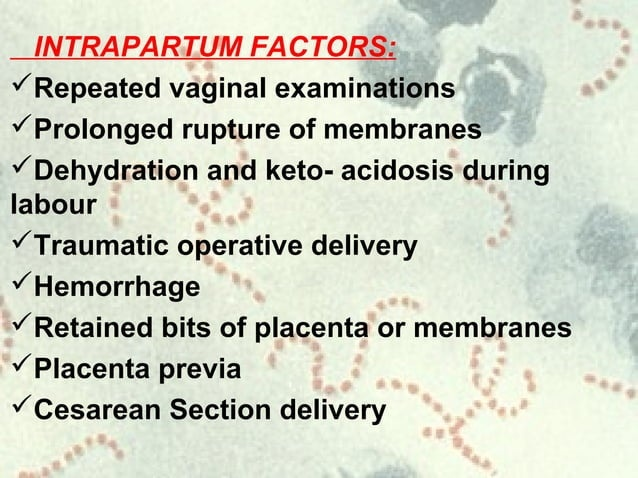 INTRAPARTUM FACTORS:
✓Repeated vaginal examinations
✓Prolonged rupture of membranes
✓Dehydration and keto- acidosis during
labour
✓Traumatic operative delivery
✓Hemorrhage
✓Retained bits of placenta or membranes
✓Placenta previa
✓Cesarean Section delivery